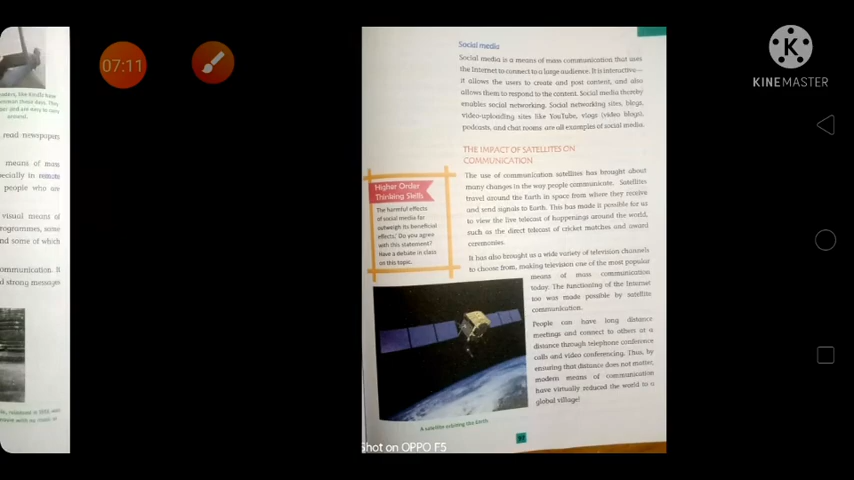 07:11
K
KINEMASTER
read newspapers
means of mass
specially in remote
people who are
visual means of
programmes, some
nd some of which
ommunication. It
d strong messages
Social media
Social media is a means of mass communication that uses
the Internet to connect to a large audience. It is interactive—
it allows the users to create and post content, and also
allows them to respond to the content. Social media thereby
enables social networking. Social networking sites, blogs,
video-uploading sites like YouTube, vlogs (video blogs),
podcasts, and chat rooms are all examples of social media.
THE IMPACT OF SATELLITES ON
COMMUNICATION
The use of communication satellites has brought about
many changes in the way people communicate. Satellites
travel around the Earth in space from where they receive
and send signals to Earth. This has made it possible for us
to view the live telecast of happenings around the world,
such as the direct telecast of cricket matches and award
ceremonies.
It has also brought us a wide variety of television channels
to choose from, making television one of the most popular
means of mass communication
today. The functioning of the Internet
too was made possible by satellite
communication.
People can have long distance
meetings and connect to others at a
distance through telephone conference
calls and video conferencing. Thus, by
ensuring that distance does not matter,
modern means of communication
have virtually reduced the world to a
global village!
Higher Order
Thinking Skills
'The harmful effects
of social media far
outweigh its beneficial
effects.' Do you agree
with this statement?
Have a debate in class
on this topic.
A satellite orbiting the Earth
Shot on OPPO F5